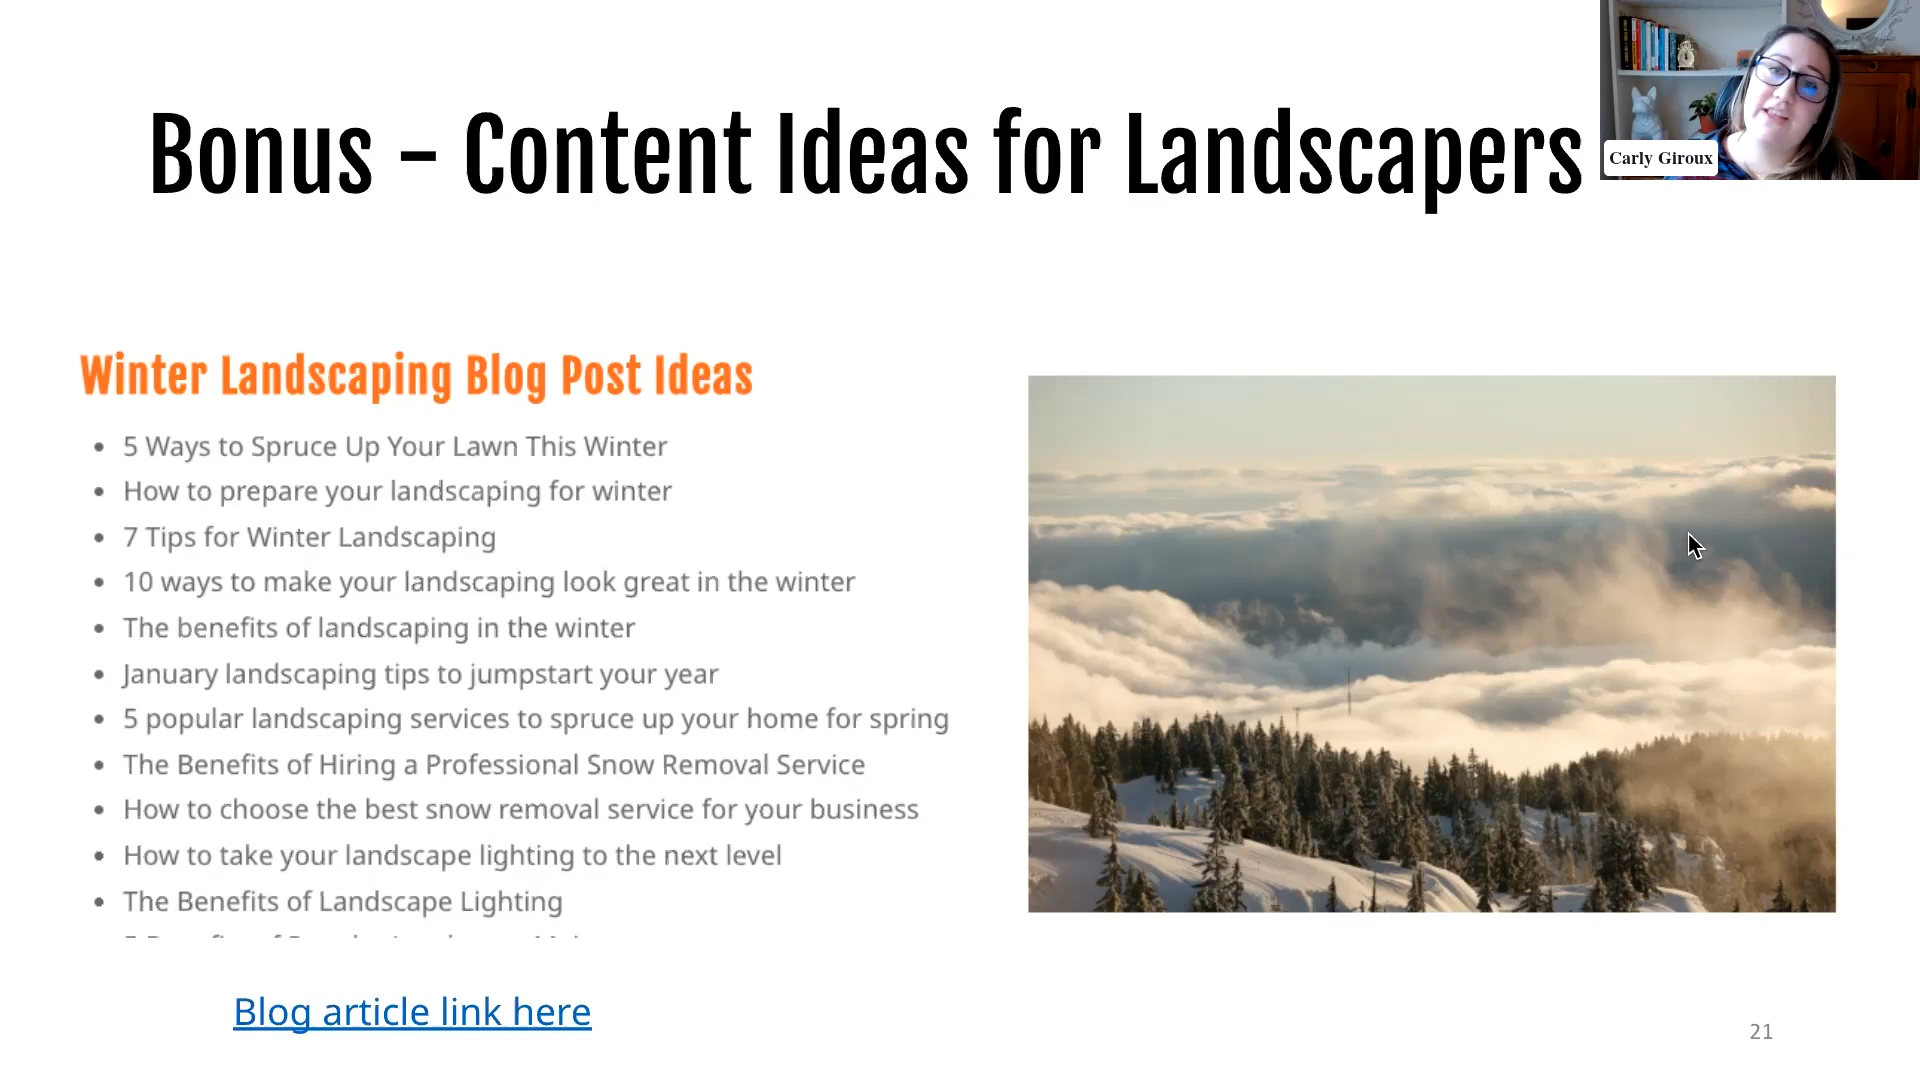 Bonus - Content Ideas for Landscapers
Carly Giroux
Winter Landscaping Blog Post Ideas
• 5 Ways to Spruce Up Your Lawn This Winter
• How to prepare your landscaping for winter
• 7 Tips for Winter Landscaping
• 10 ways to make your landscaping look great in the winter
• The benefits of landscaping in the winter
• January landscaping tips to jumpstart your year
• 5 popular landscaping services to spruce up your home for spring
• The Benefits of Hiring a Professional Snow Removal Service
• How to choose the best snow removal service for your business
• How to take your landscape lighting to the next level
• The Benefits of Landscape Lighting
Blog article link here
21